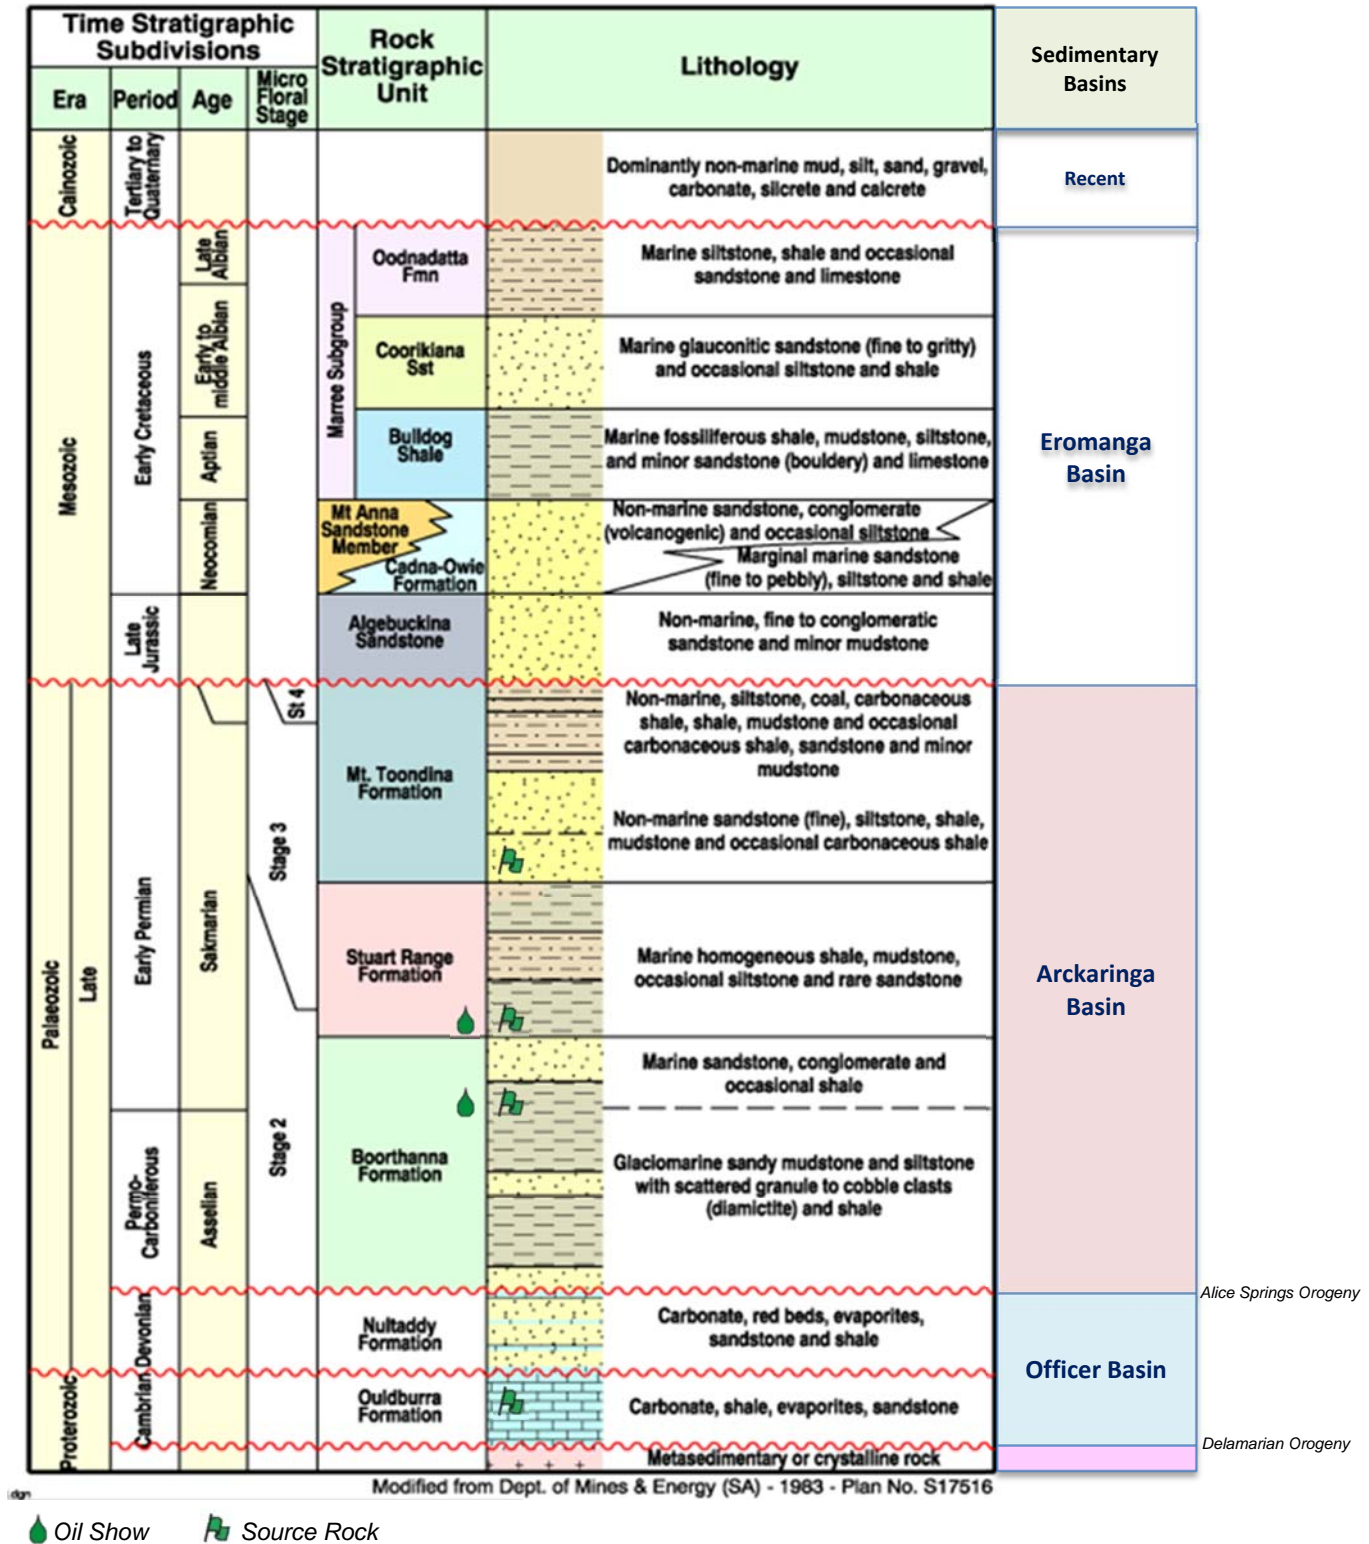 Time Stratigraphic
Subdivisions
Era
Period
Age
Micro
Floral
Stage
Rock
Stratigraphic
Unit
Lithology
Sedimentary
Basins
Cainozoic
Tertiary to
Quaternary
Dominantly non-marine mud, silt, sand, gravel,
carbonate, silcrete and calcrete
Recent
Mesozoic
Early Cretaceous
Late
Albian
Marree Subgroup
Oodnadatta
Fmn
Marine siltstone, shale and occasional
sandstone and limestone
Early to
middle Albian
Coorikiana
Sst
Marine glauconitic sandstone (fine to gritty)
and occasional siltstone and shale
Aptian
Bulldog
Shale
Marine fossiliferous shale, mudstone, siltstone,
and minor sandstone (bouldery) and limestone
Eromanga
Basin
Neocomian
Mt Anna
Sandstone
Member
Cadna-Owie
Formation
Non-marine sandstone, conglomerate
(volcanogenic) and occasional siltstone
Marginal marine sandstone
(fine to pebbly), siltstone and shale
Late
Jurassic
Algebuckina
Sandstone
Non-marine, fine to conglomeratic
sandstone and minor mudstone
Palaeozoic
Late
Early Permian
Sakmarian
St 4
Stage 3
Mt. Toondina
Formation
Non-marine, siltstone, coal, carbonaceous
shale, shale, mudstone and occasional
carbonaceous shale, sandstone and minor
mudstone
Non-marine sandstone (fine), siltstone, shale,
mudstone and occasional carbonaceous shale
Stuart Range
Formation
Marine homogeneous shale, mudstone,
occasional siltstone and rare sandstone
Arckaringa
Basin
Stage 2
Boorthanna
Formation
Marine sandstone, conglomerate and
occasional shale
Permo-
Carboniferous
Asselian
Glaciomarine sandy mudstone and siltstone
with scattered granule to cobble clasts
(diamictite) and shale
Alice Springs Orogeny
Devonian
Nultaddy
Formation
Carbonate, red beds, evaporites,
sandstone and shale
Officer Basin
Proterozoic
Cambrian
Ouldburra
Formation
Carbonate, shale, evaporites, sandstone
Delamarian Orogeny
Metasedimentary or crystalline rock
Modified from Dept. of Mines & Energy (SA) - 1983 - Plan No. S17516
.dgn
Oil Show
Source Rock